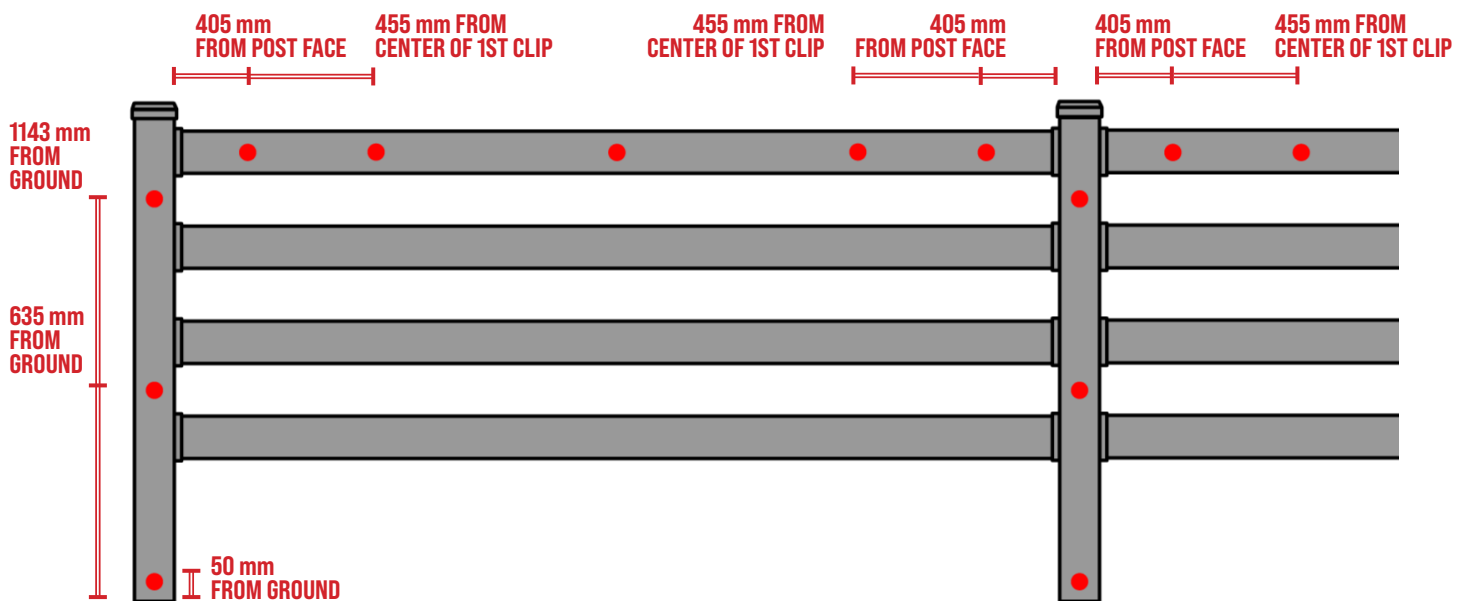 405 mm
FROM POST FACE
455 mm FROM
CENTER OF 1ST CLIP
455 mm FROM
CENTER OF 1ST CLIP
405 mm
FROM POST FACE
405 mm
FROM POST FACE
455 mm FROM
CENTER OF 1ST CLIP
1143 mm
FROM
GROUND
635 mm
FROM
GROUND
50 mm
FROM GROUND